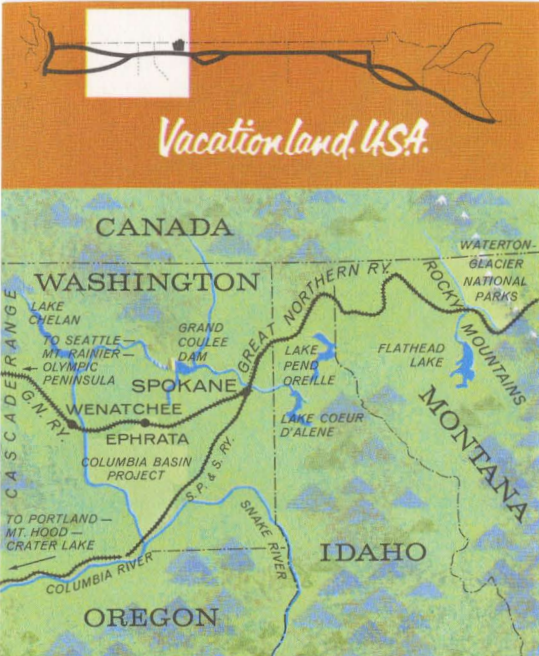 Vacationland. U.S.A.
CANADA
WATERTON-
GLACIER
NATIONAL
PARKS
WASHINGTON
GREAT NORTHERN RY.
ROCKY MOUNTAINS
CASCADE RANGE
LAKE
CHELAN
TO SEATTLE—
MT. RAINIER—
OLYMPIC
PENINSULA
GRAND
COULEE
DAM
LAKE
PEND
OREILLE
FLATHEAD
LAKE
SPOKANE
G.N. RY.
WENATCHEE
EPHRATA
LAKE COEUR
D'ALENE
MONTANA
COLUMBIA BASIN
PROJECT
S.P. & S. RY.
SNAKE RIVER
TO PORTLAND—
MT. HOOD—
CRATER LAKE
IDAHO
COLUMBIA RIVER
OREGON